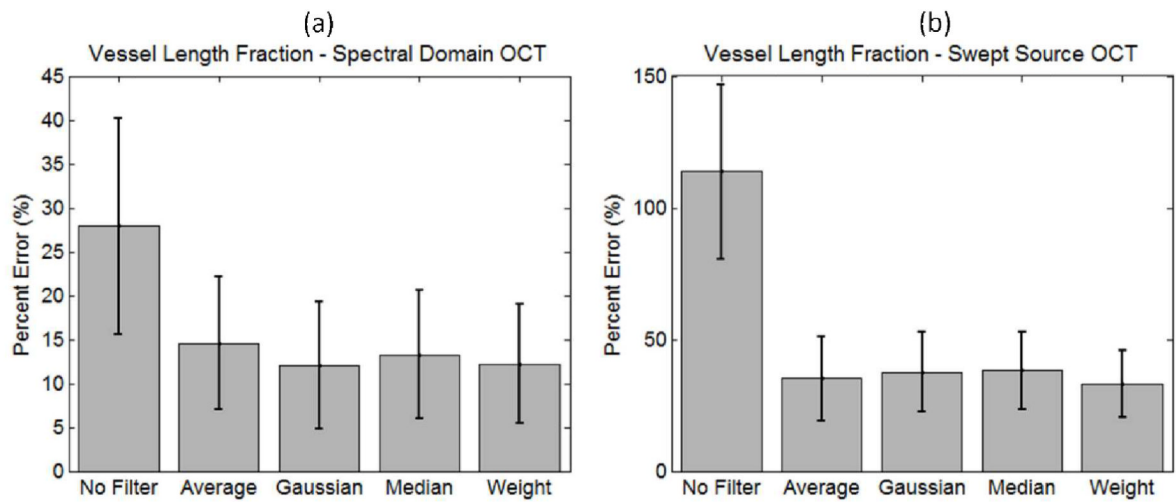 (a)
Vessel Length Fraction - Spectral Domain OCT
45
40
35
30
25
20
15
10
5
0
Percent Error (%)
No Filter Average Gaussian Median Weight
(b)
Vessel Length Fraction - Swept Source OCT
150
100
50
0
Percent Error (%)
No Filter Average Gaussian Median Weight